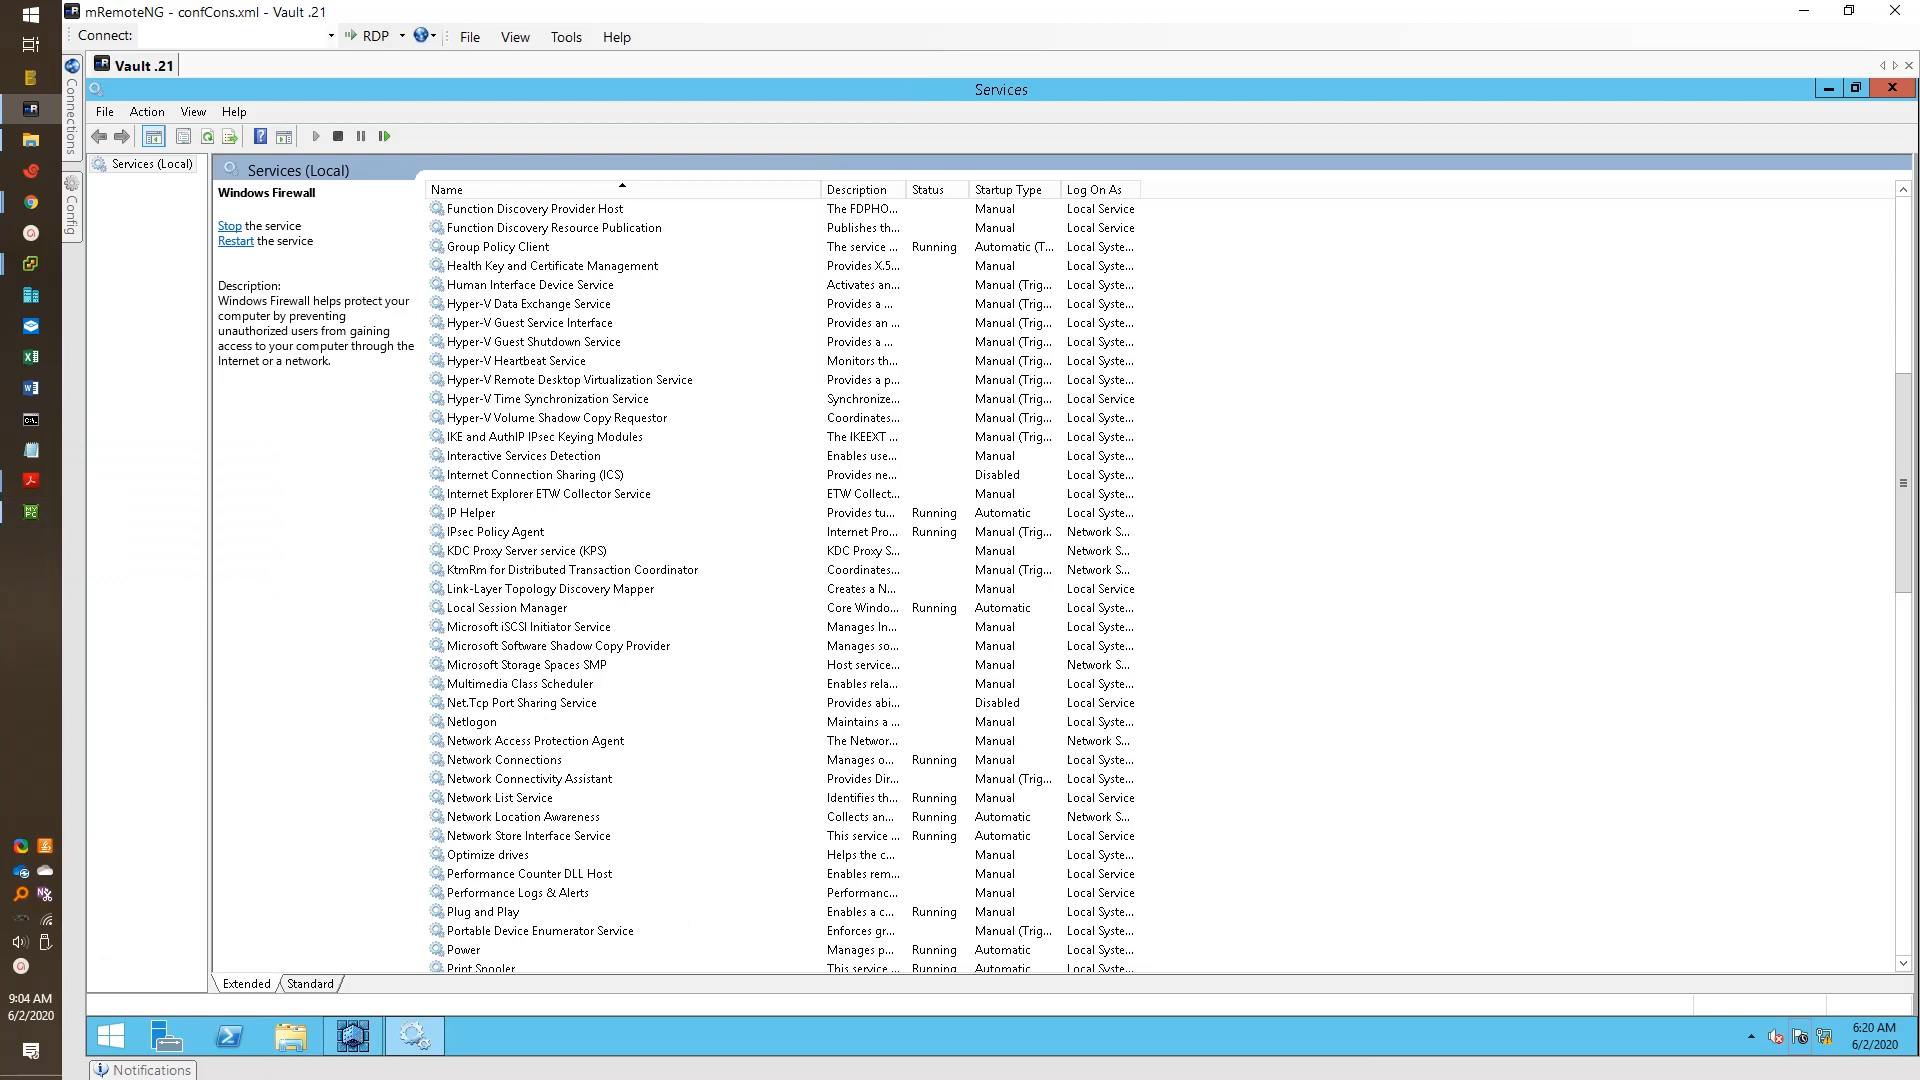 mRemoteNG - confCons.xml - Vault .21
Connect:
RDP
File View Tools Help
Vault .21
Connections
Config
Services
File Action View Help
Services (Local)
Services (Local)
Windows Firewall
Stop the service
Restart the service
Description:
Windows Firewall helps protect your
computer by preventing
unauthorized users from gaining
access to your computer through the
Internet or a network.
Name Description Status Startup Type Log On As
Function Discovery Provider Host The FDPHO... Manual Local Service
Function Discovery Resource Publication Publishes th... Manual Local Service
Group Policy Client The service ... Running Automatic (T... Local Syste...
Health Key and Certificate Management Provides X.5... Manual Local Syste...
Human Interface Device Service Activates an... Manual (Trig... Local Syste...
Hyper-V Data Exchange Service Provides a ... Manual (Trig... Local Syste...
Hyper-V Guest Service Interface Provides an ... Manual (Trig... Local Syste...
Hyper-V Guest Shutdown Service Provides a ... Manual (Trig... Local Syste...
Hyper-V Heartbeat Service Monitors th... Manual (Trig... Local Syste...
Hyper-V Remote Desktop Virtualization Service Provides a p... Manual (Trig... Local Syste...
Hyper-V Time Synchronization Service Synchronize... Manual (Trig... Local Service
Hyper-V Volume Shadow Copy Requestor Coordinates... Manual (Trig... Local Syste...
IKE and AuthIP IPsec Keying Modules The IKEEXT ... Manual (Trig... Local Syste...
Interactive Services Detection Enables use... Manual Local Syste...
Internet Connection Sharing (ICS) Provides ne... Disabled Local Syste...
Internet Explorer ETW Collector Service ETW Collect... Manual Local Syste...
IP Helper Provides tu... Running Automatic Local Syste...
IPsec Policy Agent Internet Pro... Running Manual (Trig... Network S...
KDC Proxy Server service (KPS) KDC Proxy S... Manual Network S...
KtmRm for Distributed Transaction Coordinator Coordinates... Manual (Trig... Network S...
Link-Layer Topology Discovery Mapper Creates a N... Manual Local Service
Local Session Manager Core Windo... Running Automatic Local Syste...
Microsoft iSCSI Initiator Service Manages In... Manual Local Syste...
Microsoft Software Shadow Copy Provider Manages so... Manual Local Syste...
Microsoft Storage Spaces SMP Host service... Manual Network S...
Multimedia Class Scheduler Enables rela... Manual Local Syste...
Net.Tcp Port Sharing Service Provides abi... Disabled Local Service
Netlogon Maintains a ... Manual Local Syste...
Network Access Protection Agent The Networ... Manual Network S...
Network Connections Manages o... Running Manual Local Syste...
Network Connectivity Assistant Provides Dir... Manual (Trig... Local Syste...
Network List Service Identifies th... Running Manual Local Service
Network Location Awareness Collects an... Running Automatic Network S...
Network Store Interface Service This service ... Running Automatic Local Service
Optimize drives Helps the c... Manual Local Syste...
Performance Counter DLL Host Enables rem... Manual Local Service
Performance Logs & Alerts Performanc... Manual Local Service
Plug and Play Enables a c... Running Manual Local Syste...
Portable Device Enumerator Service Enforces gr... Manual (Trig... Local Syste...
Power Manages p... Running Automatic Local Syste...
Print Spooler This service ... Running Automatic Local Syste...
Extended Standard
9:04 AM
6/2/2020
6:20 AM
6/2/2020
Notifications